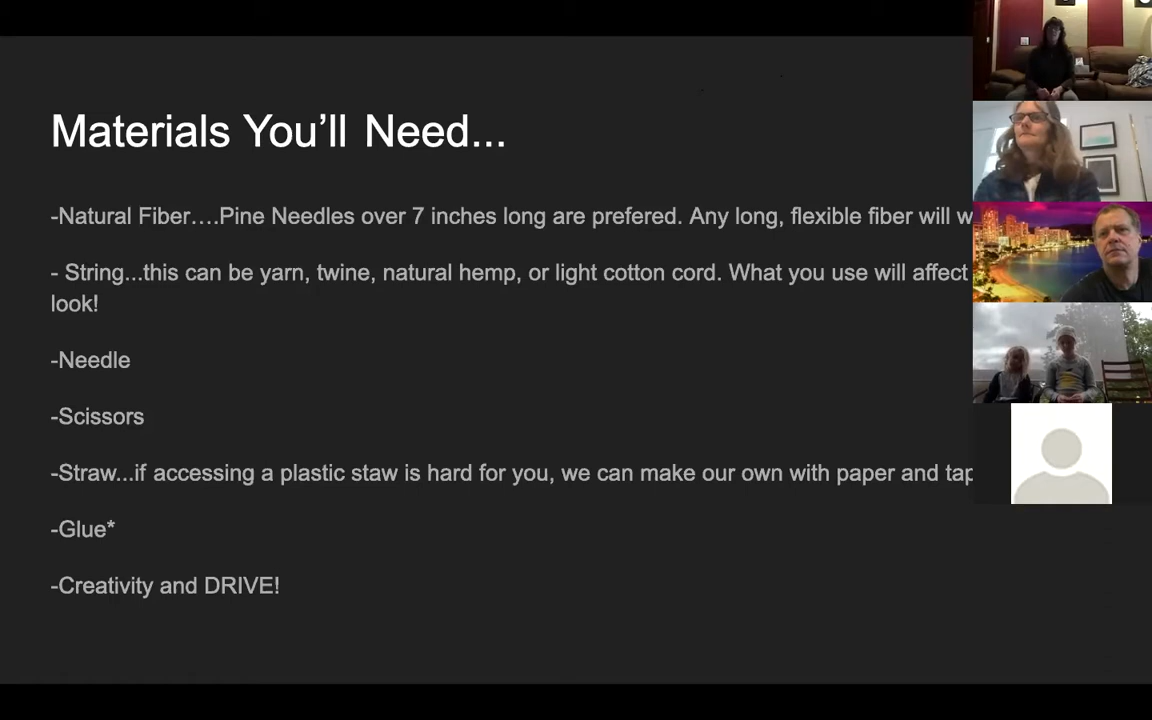 Materials You'll Need...
-Natural Fiber....Pine Needles over 7 inches long are prefered. Any long, flexible fiber will
- String...this can be yarn, twine, natural hemp, or light cotton cord. What you use will affect
look!
-Needle
-Scissors
-Straw...if accessing a plastic staw is hard for you, we can make our own with paper and
-Glue*
-Creativity and DRIVE!